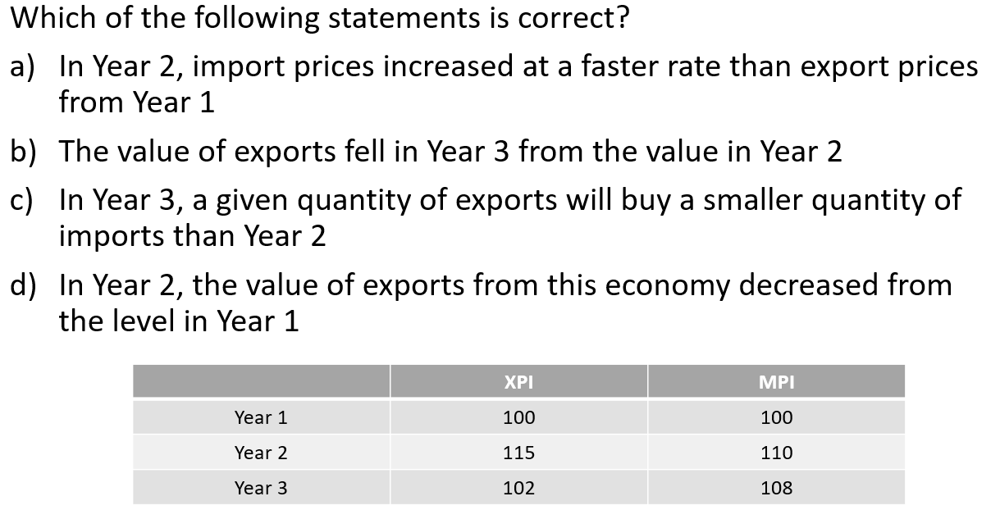 Which of the following statements is correct?
a) In Year 2, import prices increased at a faster rate than export prices
from Year 1
b) The value of exports fell in Year 3 from the value in Year 2
c) In Year 3, a given quantity of exports will buy a smaller quantity of
imports than Year 2
d) In Year 2, the value of exports from this economy decreased from
the level in Year 1
XPI MPI
Year 1 100 100
Year 2 115 110
Year 3 102 108